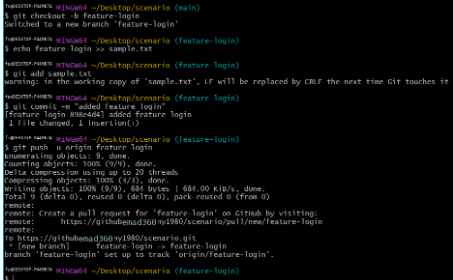 MINGW64 ~/Desktop/scenario (main)
$ git checkout -b feature-login
Switched to a new branch 'feature-login'
MINGW64 ~/Desktop/scenario (feature-login)
$ echo feature login >> sample.txt
MINGW64 ~/Desktop/scenario (feature-login)
$ git add sample.txt
warning: in the working copy of 'sample.txt', LF will be replaced by CRLF the next time Git touches it
MINGW64 ~/Desktop/scenario (feature-login)
$ git commit -m "added feature login"
[feature-login 898e4d4] added feature login
1 file changed, 1 insertion(+)
MINGW64 ~/Desktop/scenario (feature-login)
$ git push -u origin feature-login
Enumerating objects: 9, done.
Counting objects: 100% (9/9), done.
Delta compression using up to 20 threads
Compressing objects: 100% (3/3), done.
Writing objects: 100% (9/9), 684 bytes | 684.00 KiB/s, done.
Total 9 (delta 0), reused 0 (delta 0), pack-reused 0 (from 0)
remote:
remote: Create a pull request for 'feature-login' on GitHub by visiting:
remote: https://githubemad360ny1980/scenario/pull/new/feature-login
remote:
To https://githubemad360ny1980/scenario.git
* [new branch] feature-login -> feature-login
branch 'feature-login' set up to track 'origin/feature-login'.
MINGW64 ~/Desktop/scenario (feature-login)
$